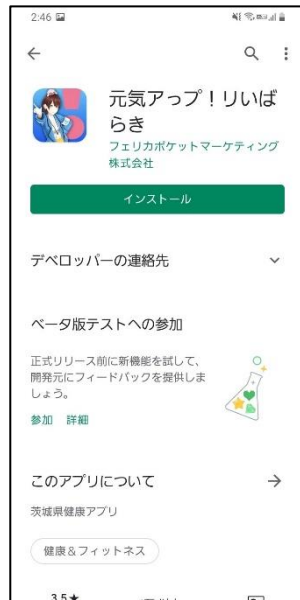 2:46
元気アっプ！リいば
らき
フェリカポケットマーケティング
株式会社
インストール
デベロッパーの連絡先
ベータ版テストへの参加
正式リリース前に新機能を試して、
開発元にフィードバックを提供しま
しょう。
参加 詳細
このアプリについて
茨城県健康アプリ
健康＆フィットネス
3.5★